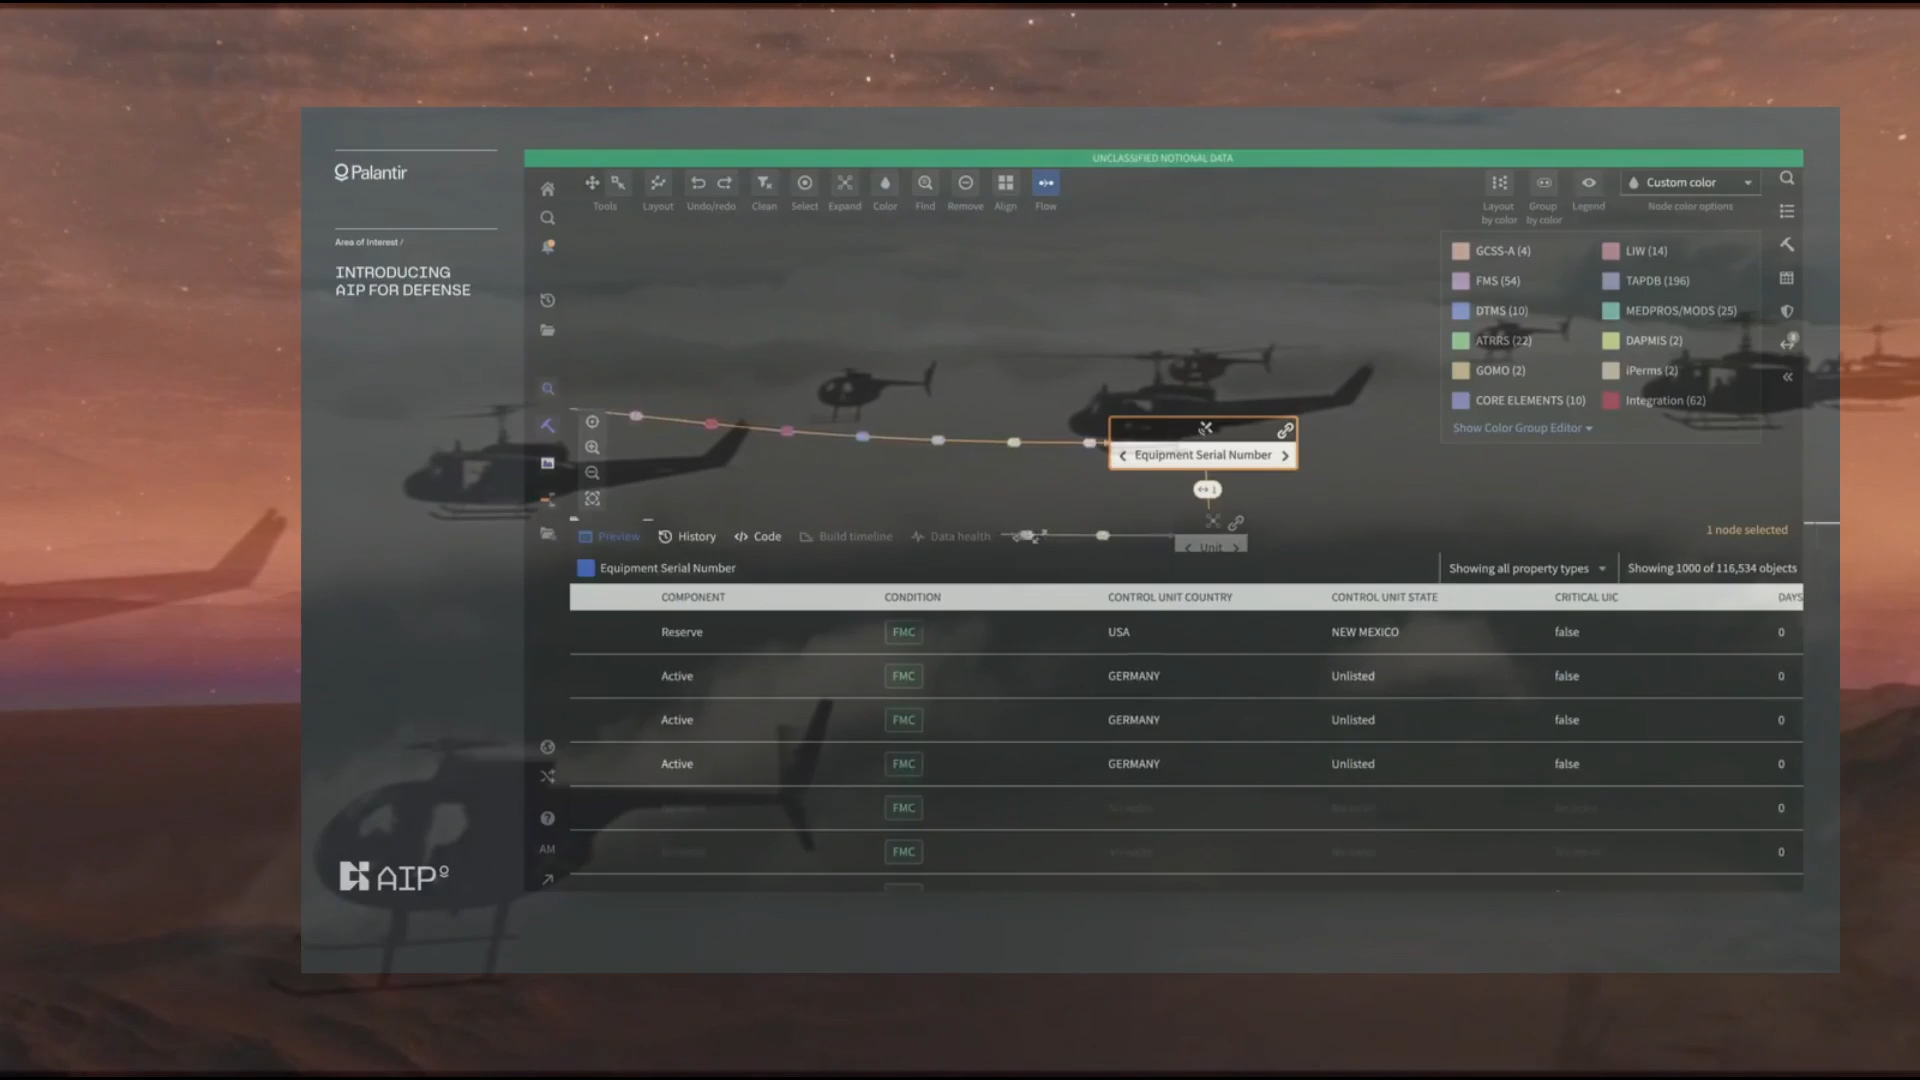 Palantir
Area of Interest /
INTRODUCING
AIP FOR DEFENSE
AIPº
UNCLASSIFIED NOTIONAL DATA
Tools Layout Undo/redo Clean Select Expand Color Find Remove Align Flow
Layout by color Group by color Legend Custom color
Node color options
GCSS-A (4) LIW (14)
FMS (54) TAPDB (196)
DTMS (10) MEDPROS/MODS (25)
ATRRS (22) DAPMIS (2)
GOMO (2) iPerms (2)
CORE ELEMENTS (10) Integration (62)
Show Color Group Editor
Equipment Serial Number
1
Unit
1 node selected
Preview History </> Code Build timeline Data health
Equipment Serial Number Showing all property types Showing 1000 of 116,534 objects
COMPONENT CONDITION CONTROL UNIT COUNTRY CONTROL UNIT STATE CRITICAL UIC DAYS
Reserve FMC USA NEW MEXICO false 0
Active FMC GERMANY Unlisted false 0
Active FMC GERMANY Unlisted false 0
Active FMC GERMANY Unlisted false 0
FMC 0
FMC 0
AM